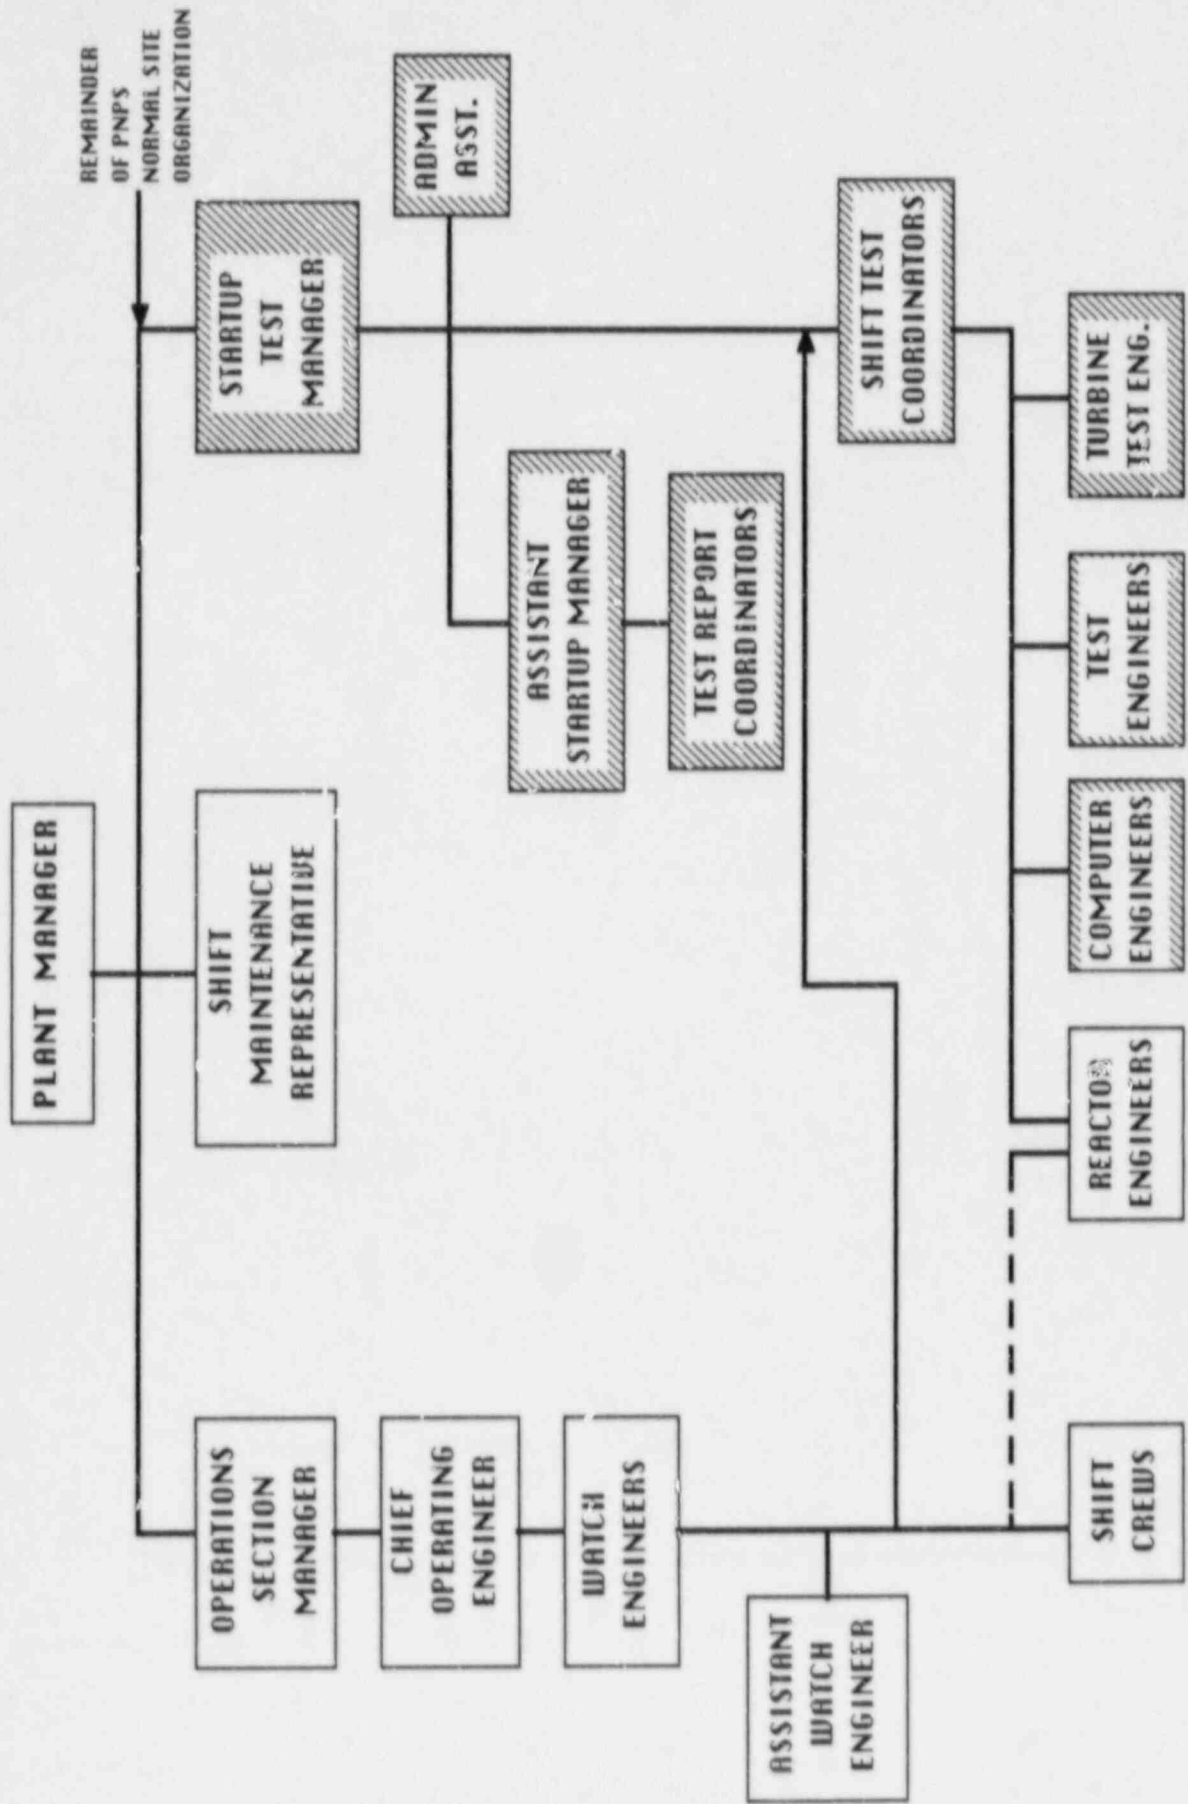 PLANT MANAGER
REMAINDER
OF PNPS
NORMAL SITE
ORGANIZATION
OPERATIONS
SECTION
MANAGER
SHIFT
MAINTENANCE
REPRESENTATIVE
STARTUP
TEST
MANAGER
CHIEF
OPERATING
ENGINEER
ADMIN
ASST.
WATCH
ENGINEERS
ASSISTANT
STARTUP MANAGER
TEST REPORT
COORDINATORS
ASSISTANT
WATCH
ENGINEER
SHIFT TEST
COORDINATORS
SHIFT
CREWS
REACTOR
ENGINEERS
COMPUTER
ENGINEERS
TEST
ENGINEERS
TURBINE
TEST ENG.